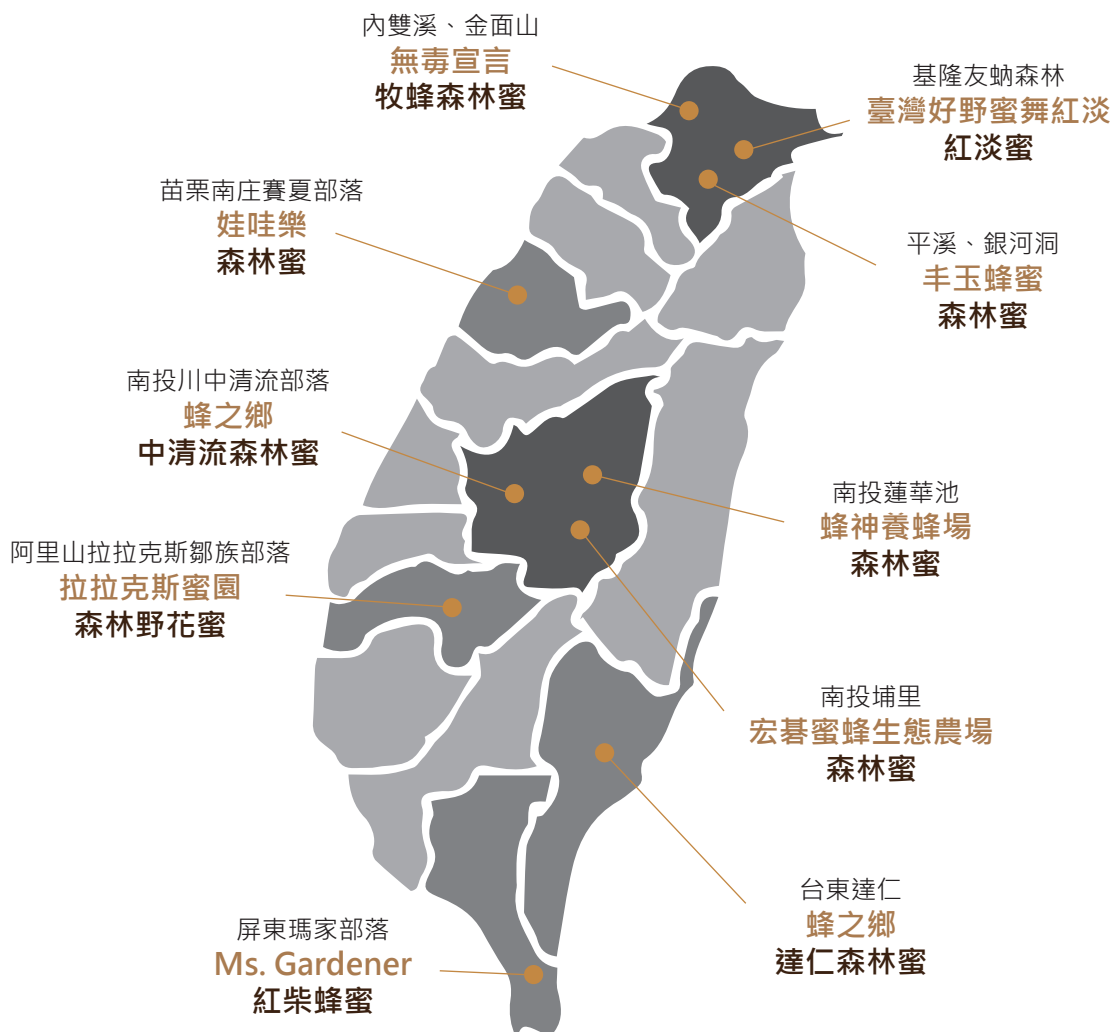 內雙溪、金面山
無毒宣言
牧蜂森林蜜
基隆友蚋森林
臺灣好野蜜舞紅淡
紅淡蜜
苗栗南庄賽夏部落
娃哇樂
森林蜜
平溪、銀河洞
丰玉蜂蜜
森林蜜
南投川中清流部落
蜂之鄉
中清流森林蜜
南投蓮華池
蜂神養蜂場
森林蜜
阿里山拉拉克斯鄒族部落
拉拉克斯蜜園
森林野花蜜
南投埔里
宏碁蜜蜂生態農場
森林蜜
台東達仁
蜂之鄉
達仁森林蜜
屏東瑪家部落
Ms. Gardener
紅柴蜂蜜